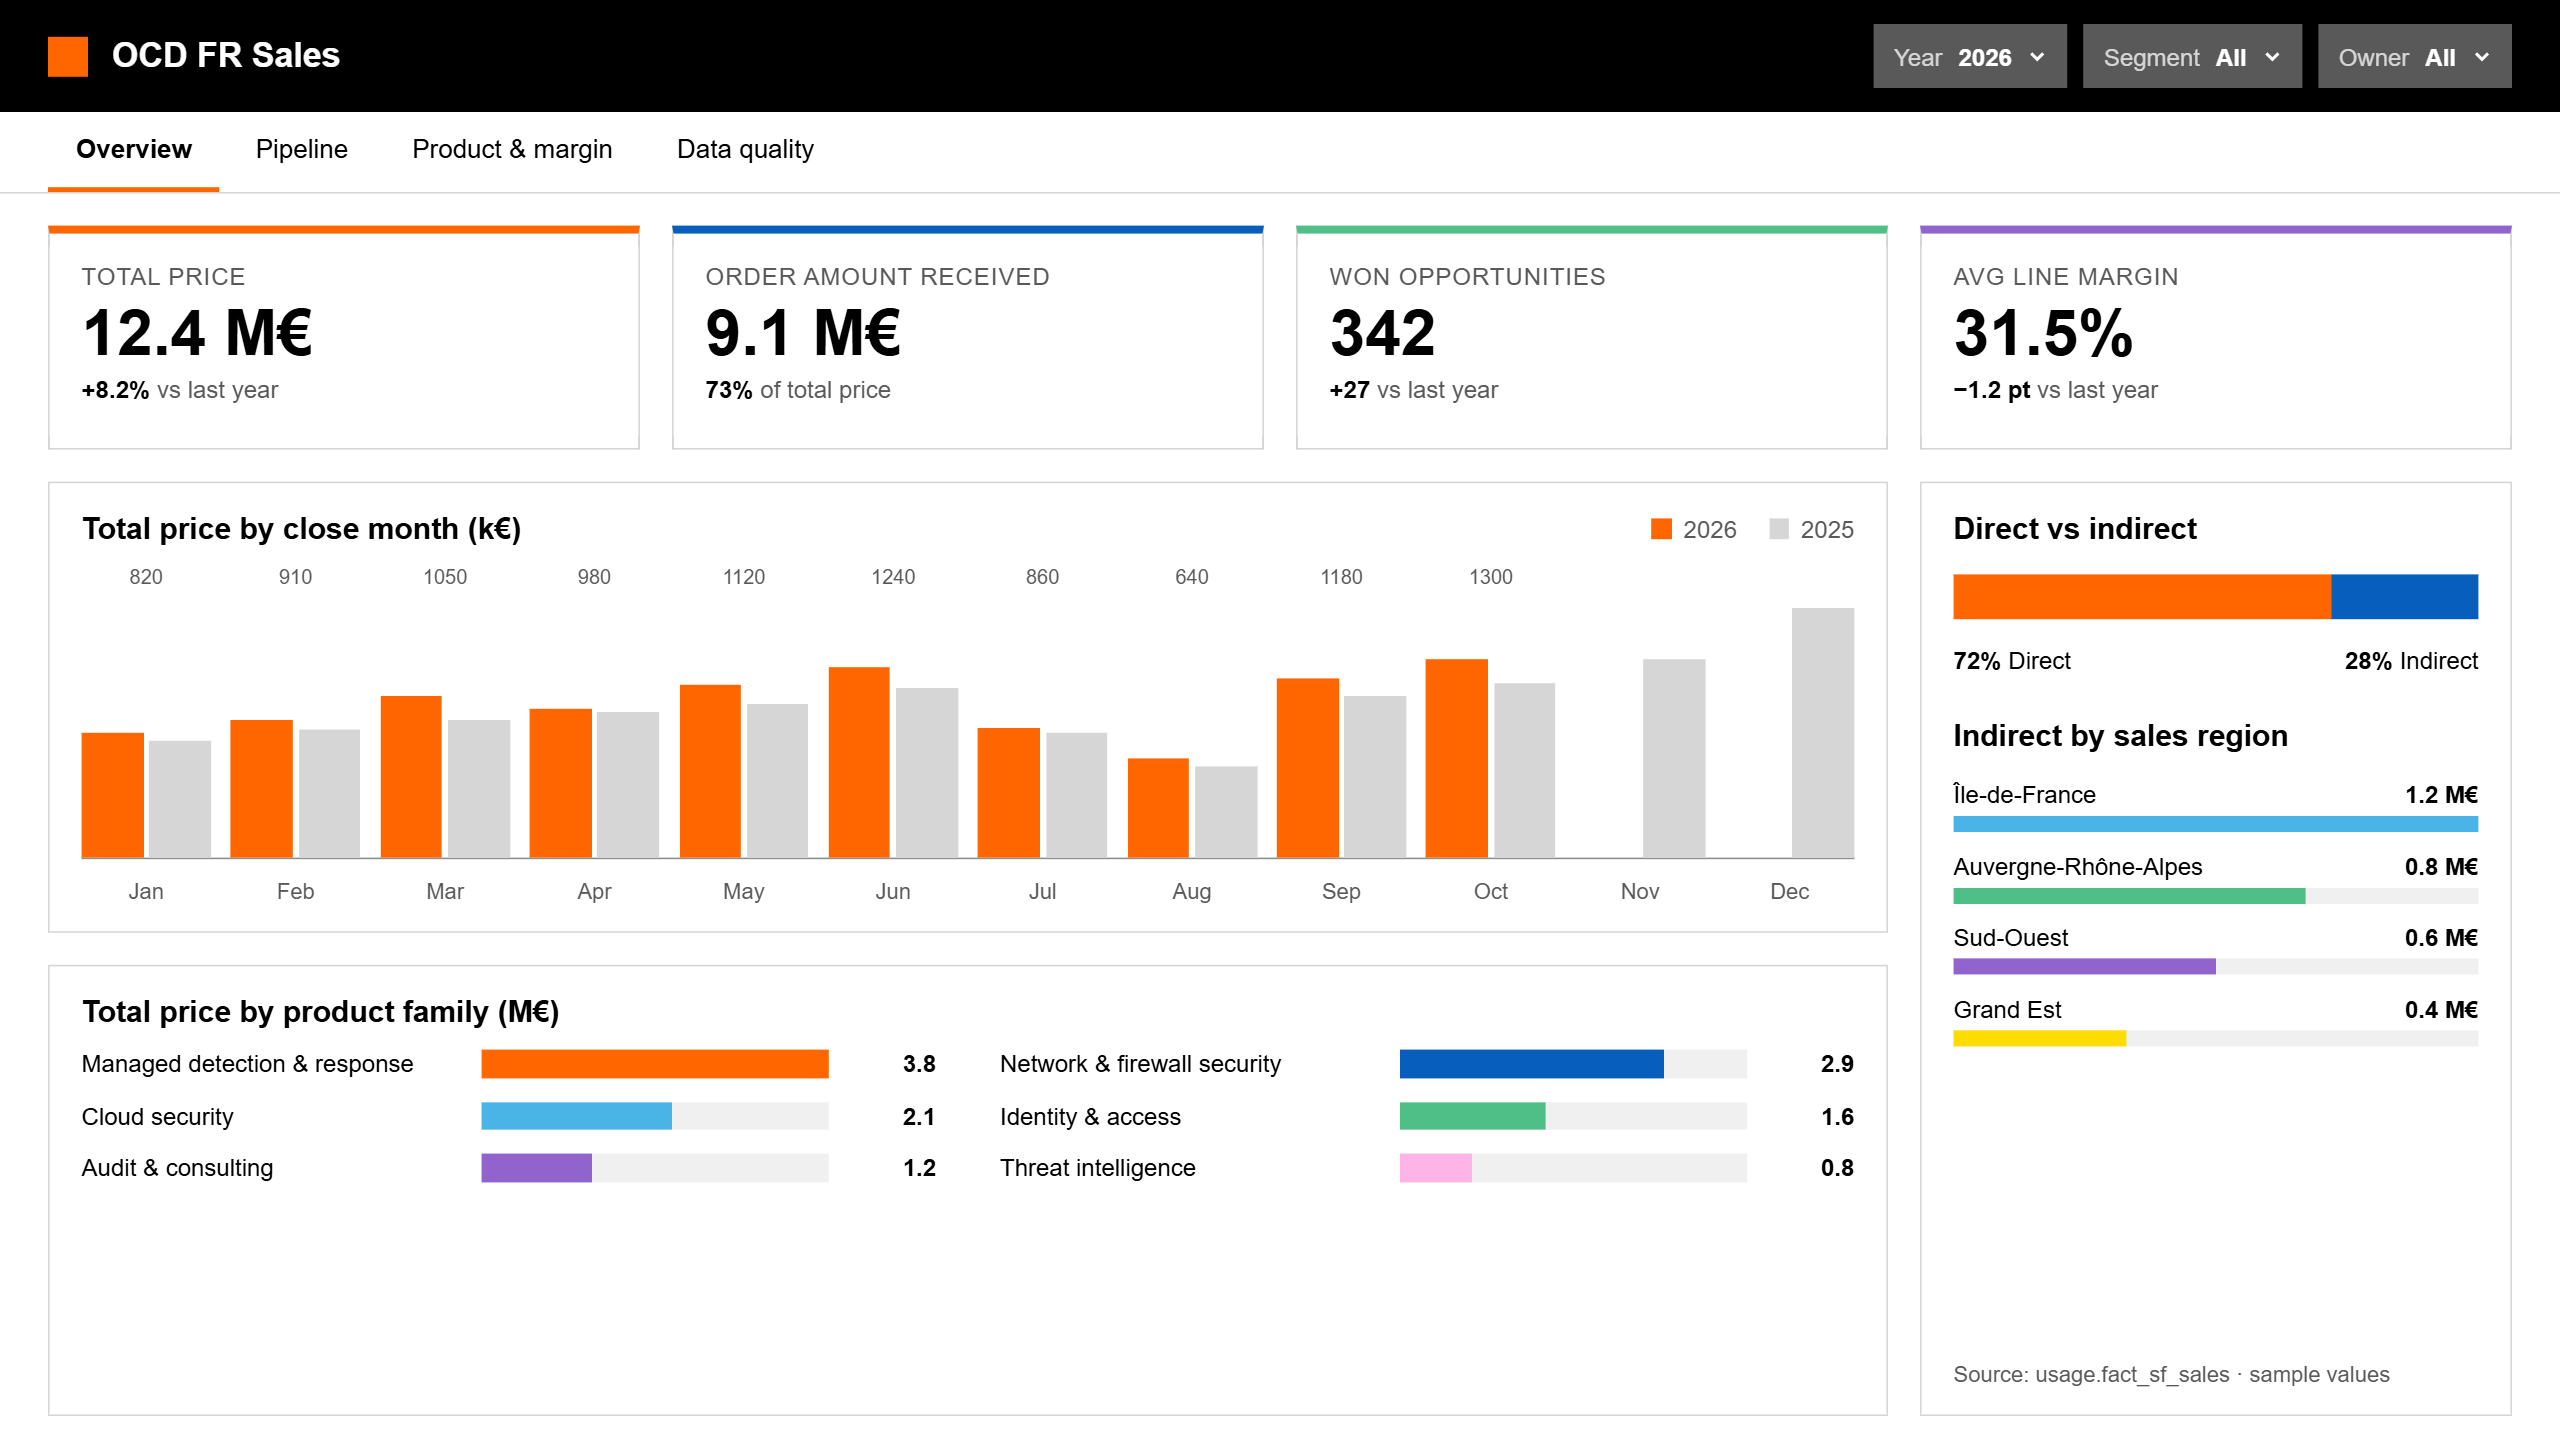 OCD FR Sales
Year 2026
Segment All
Owner All
Overview
Pipeline
Product & margin
Data quality
TOTAL PRICE
12.4 M€
+8.2% vs last year
ORDER AMOUNT RECEIVED
9.1 M€
73% of total price
WON OPPORTUNITIES
342
+27 vs last year
AVG LINE MARGIN
31.5%
−1.2 pt vs last year
Total price by close month (k€)
2026
2025
820
910
1050
980
1120
1240
860
640
1180
1300
Jan
Feb
Mar
Apr
May
Jun
Jul
Aug
Sep
Oct
Nov
Dec
Total price by product family (M€)
Managed detection & response 3.8
Network & firewall security 2.9
Cloud security 2.1
Identity & access 1.6
Audit & consulting 1.2
Threat intelligence 0.8
Direct vs indirect
72% Direct
28% Indirect
Indirect by sales region
Île-de-France 1.2 M€
Auvergne-Rhône-Alpes 0.8 M€
Sud-Ouest 0.6 M€
Grand Est 0.4 M€
Source: usage.fact_sf_sales · sample values